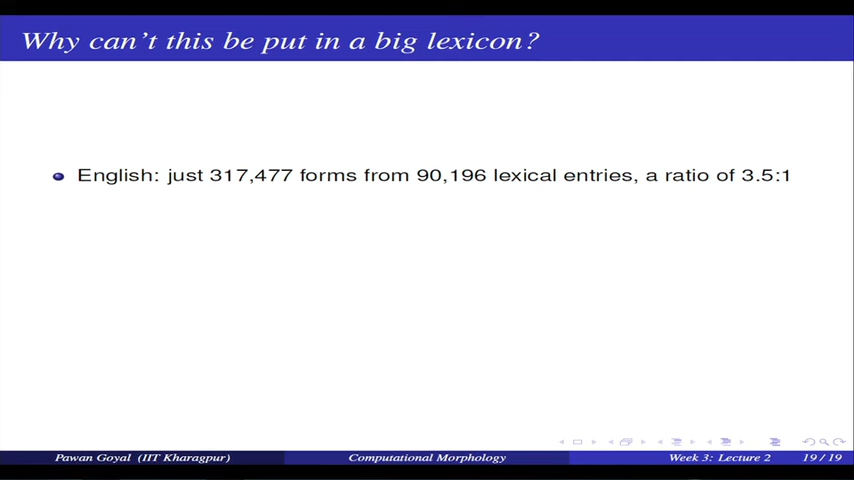 Why can't this be put in a big lexicon?
English: just 317,477 forms from 90,196 lexical entries, a ratio of 3.5:1
Pawan Goyal (IIT Kharagpur) Computational Morphology Week 3: Lecture 2 19 / 19